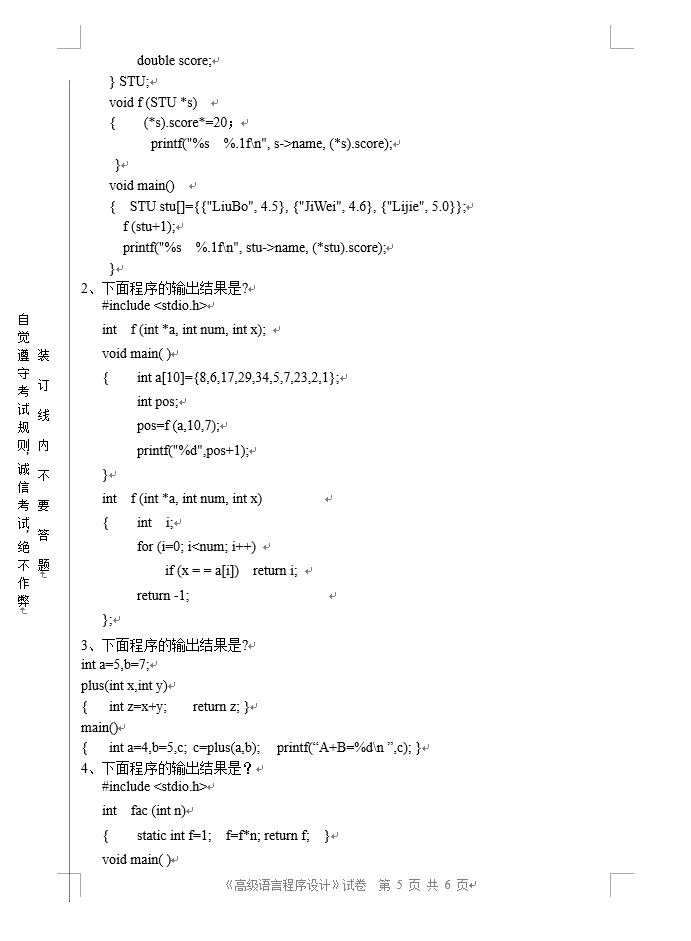 double score;
} STU;
void f (STU *s)
{ (*s).score*=20；
printf("%s %.1f\n", s->name, (*s).score);
}
void main()
{ STU stu[]={{"LiuBo", 4.5}, {"JiWei", 4.6}, {"Lijie", 5.0}};
f (stu+1);
printf("%s %.1f\n", stu->name, (*stu).score);
}
2、下面程序的输出结果是?
#include <stdio.h>
int f (int *a, int num, int x);
void main( )
{ int a[10]={8,6,17,29,34,5,7,23,2,1};
int pos;
pos=f (a,10,7);
printf("%d",pos+1);
}
int f (int *a, int num, int x)
{ int i;
for (i=0; i<num; i++)
if (x = = a[i]) return i;
return -1;
};
3、下面程序的输出结果是?
int a=5,b=7;
plus(int x,int y)
{ int z=x+y; return z; }
main()
{ int a=4,b=5,c; c=plus(a,b); printf(“A+B=%d\n ”,c); }
4、下面程序的输出结果是？
#include <stdio.h>
int fac (int n)
{ static int f=1; f=f*n; return f; }
void main( )
自觉遵守考试规则，诚信考试，绝不作弊
装订线内不要答题
《高级语言程序设计》试卷 第 5 页 共 6 页